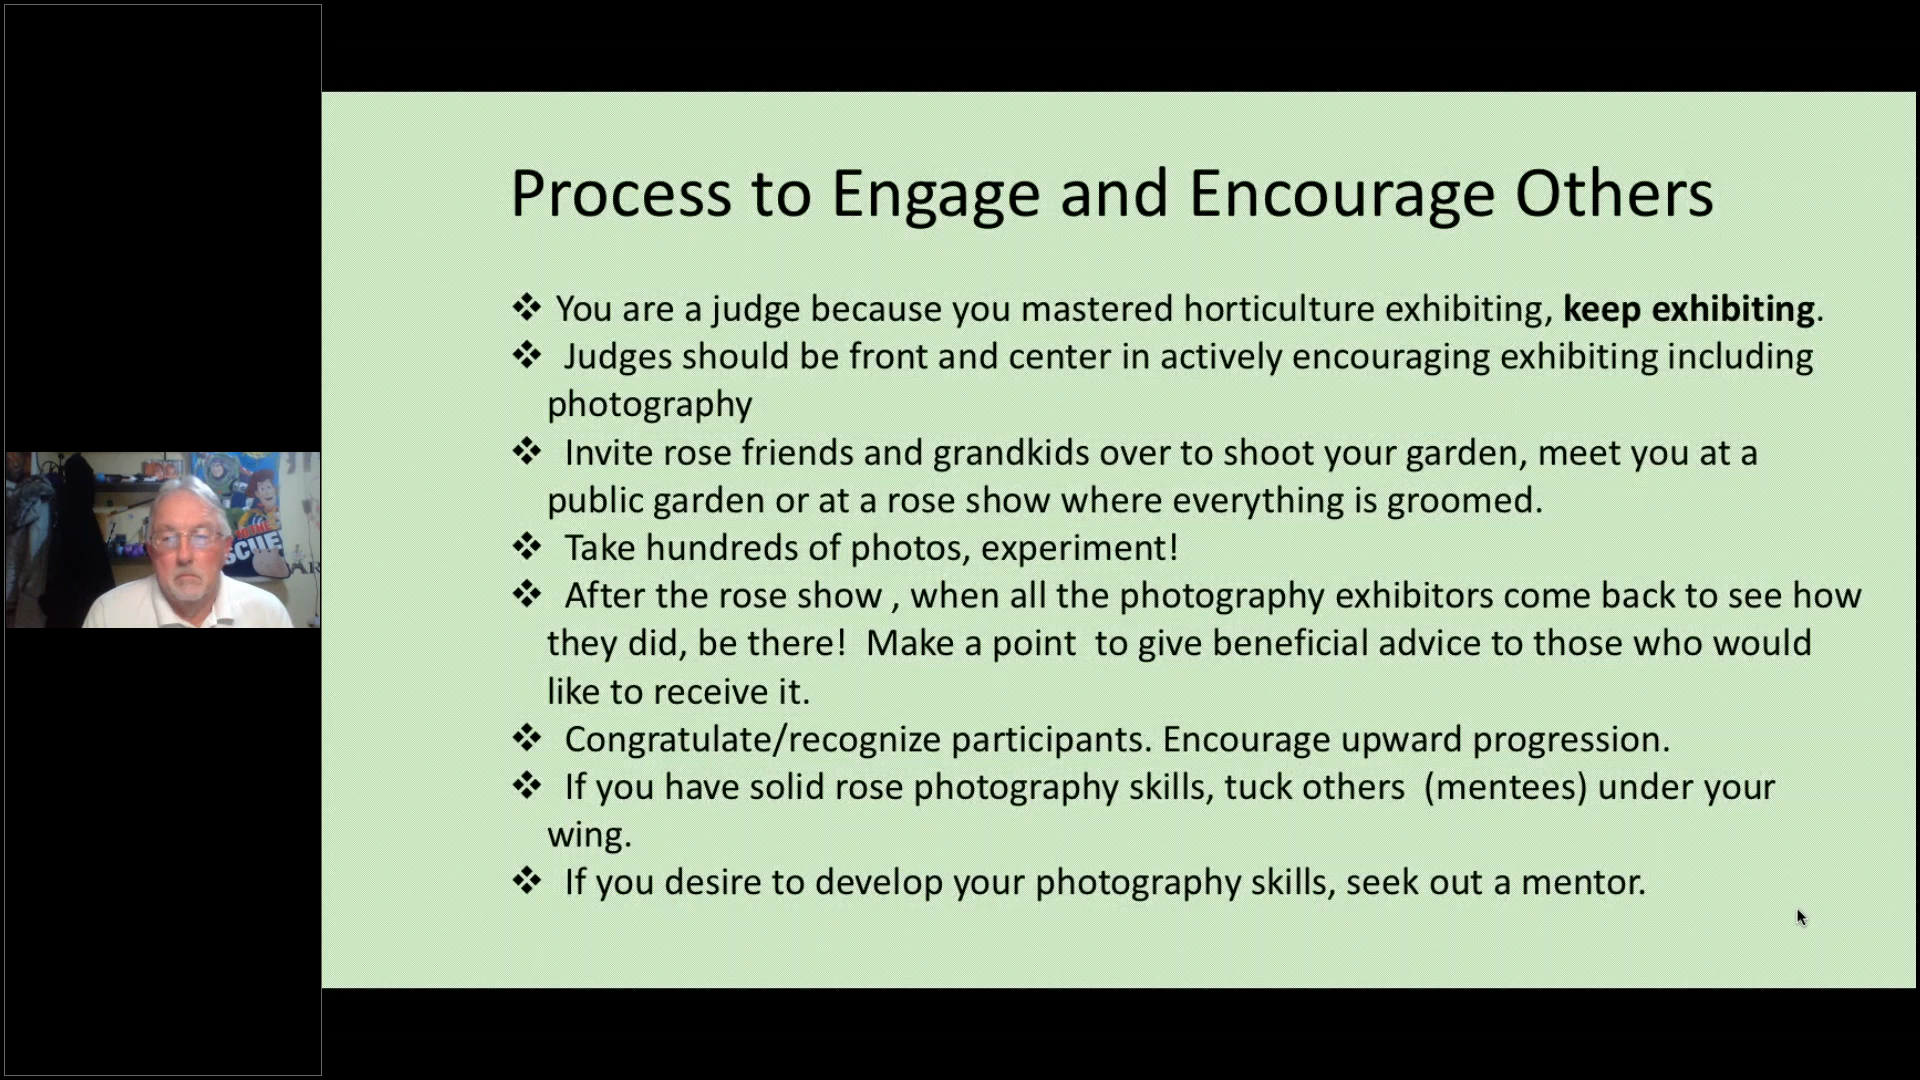 Process to Engage and Encourage Others
❖ You are a judge because you mastered horticulture exhibiting, keep exhibiting.
❖ Judges should be front and center in actively encouraging exhibiting including
photography
❖ Invite rose friends and grandkids over to shoot your garden, meet you at a
public garden or at a rose show where everything is groomed.
❖ Take hundreds of photos, experiment!
❖ After the rose show , when all the photography exhibitors come back to see how
they did, be there!  Make a point  to give beneficial advice to those who would
like to receive it.
❖ Congratulate/recognize participants. Encourage upward progression.
❖ If you have solid rose photography skills, tuck others  (mentees) under your
wing.
❖ If you desire to develop your photography skills, seek out a mentor.